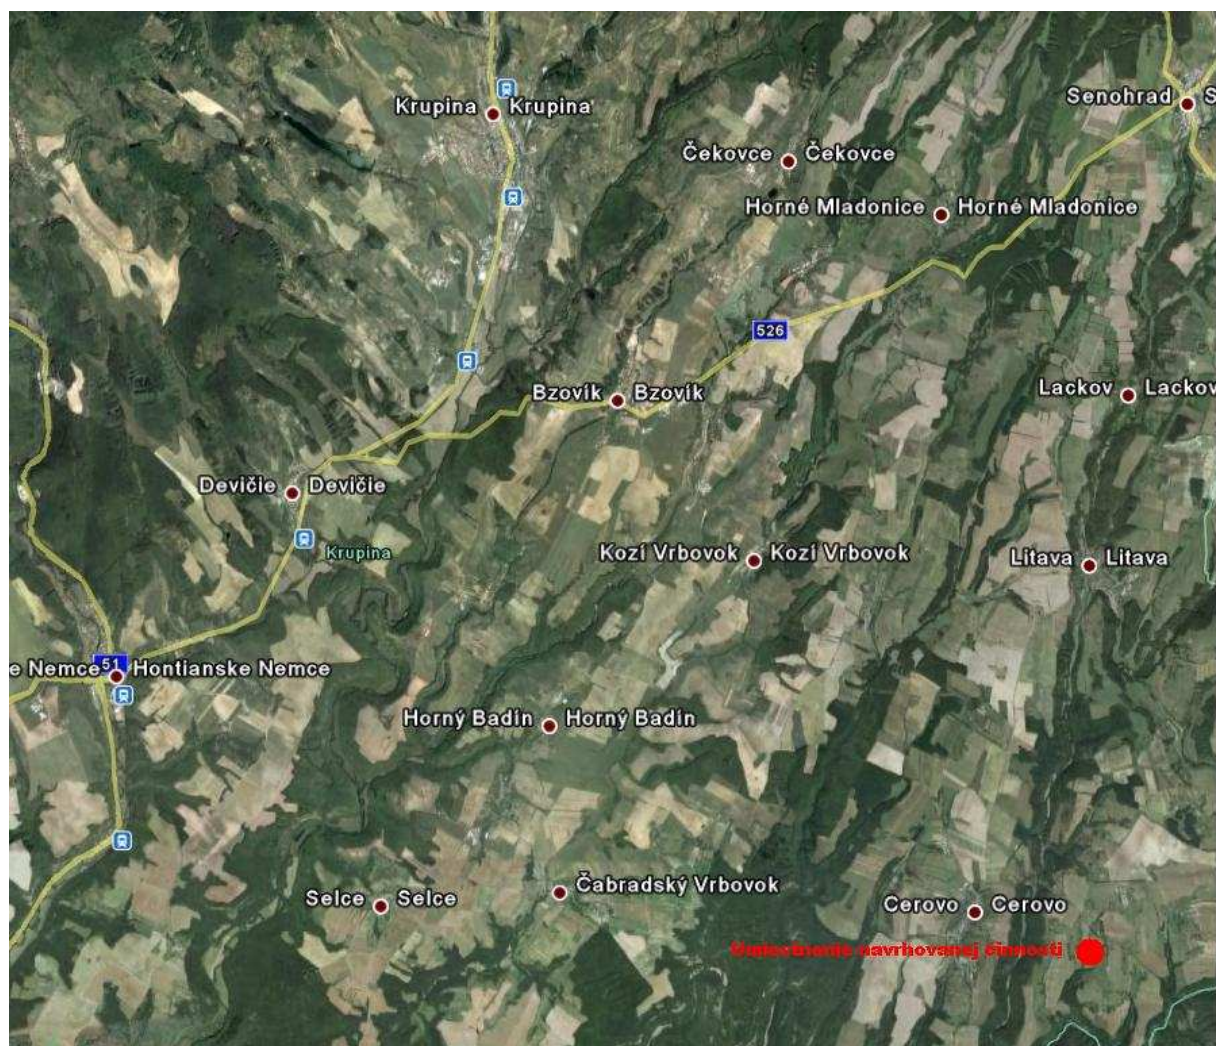 Krupina Krupina
Senohrad S
Čekovce Čekovce
Horné Mladonice Horné Mladonice
526
Lackov Lackov
Bzovík Bzovík
Devičie Devičie
Krupina
Kozí Vrbovok Kozí Vrbovok
Litava Litava
e Nemce 51 Hontianske Nemce
Horný Badín Horný Badín
Čabradský Vrbovok
Selce Selce
Cerovo Cerovo
Umiestnenie navrhovanej činnosti